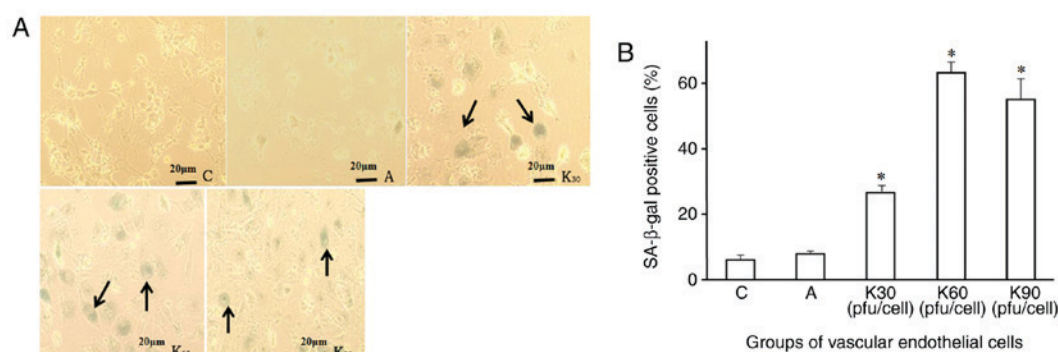 A
20μm
C
20μm
A
20μm
K30
20μm
20μm
B
SA-β-gal positive cells (%)
60
40
20
0
*
*
*
C
A
K30
(pfu/cell)
K60
(pfu/cell)
K90
(pfu/cell)
Groups of vascular endothelial cells